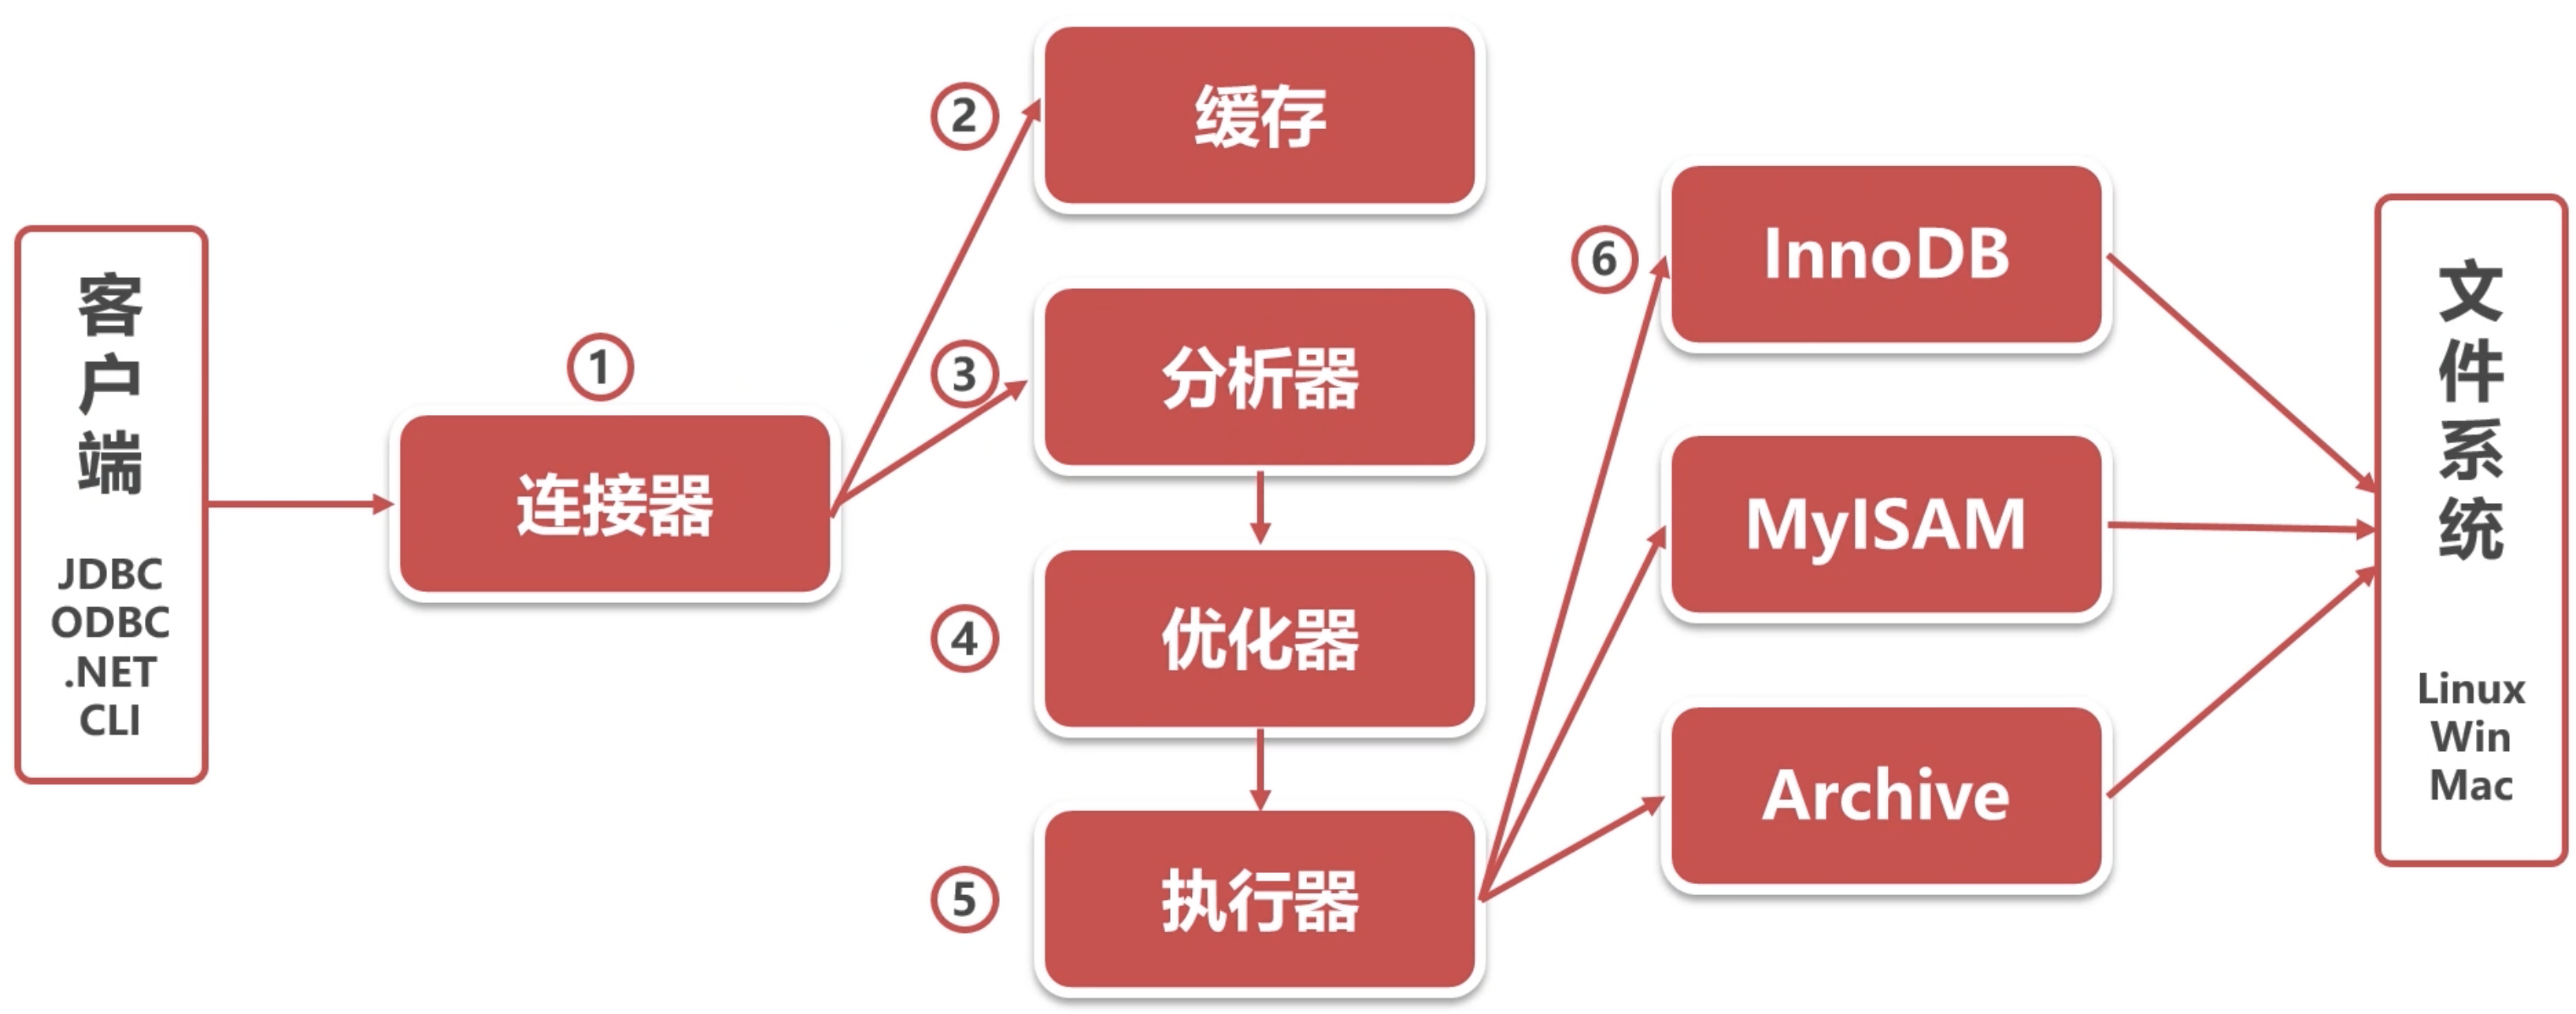 客
户
端
JDBC
ODBC
.NET
CLI
①
连接器
②
缓存
③
分析器
④
优化器
⑤
执行器
⑥
InnoDB
MyISAM
Archive
文
件
系
统
Linux
Win
Mac